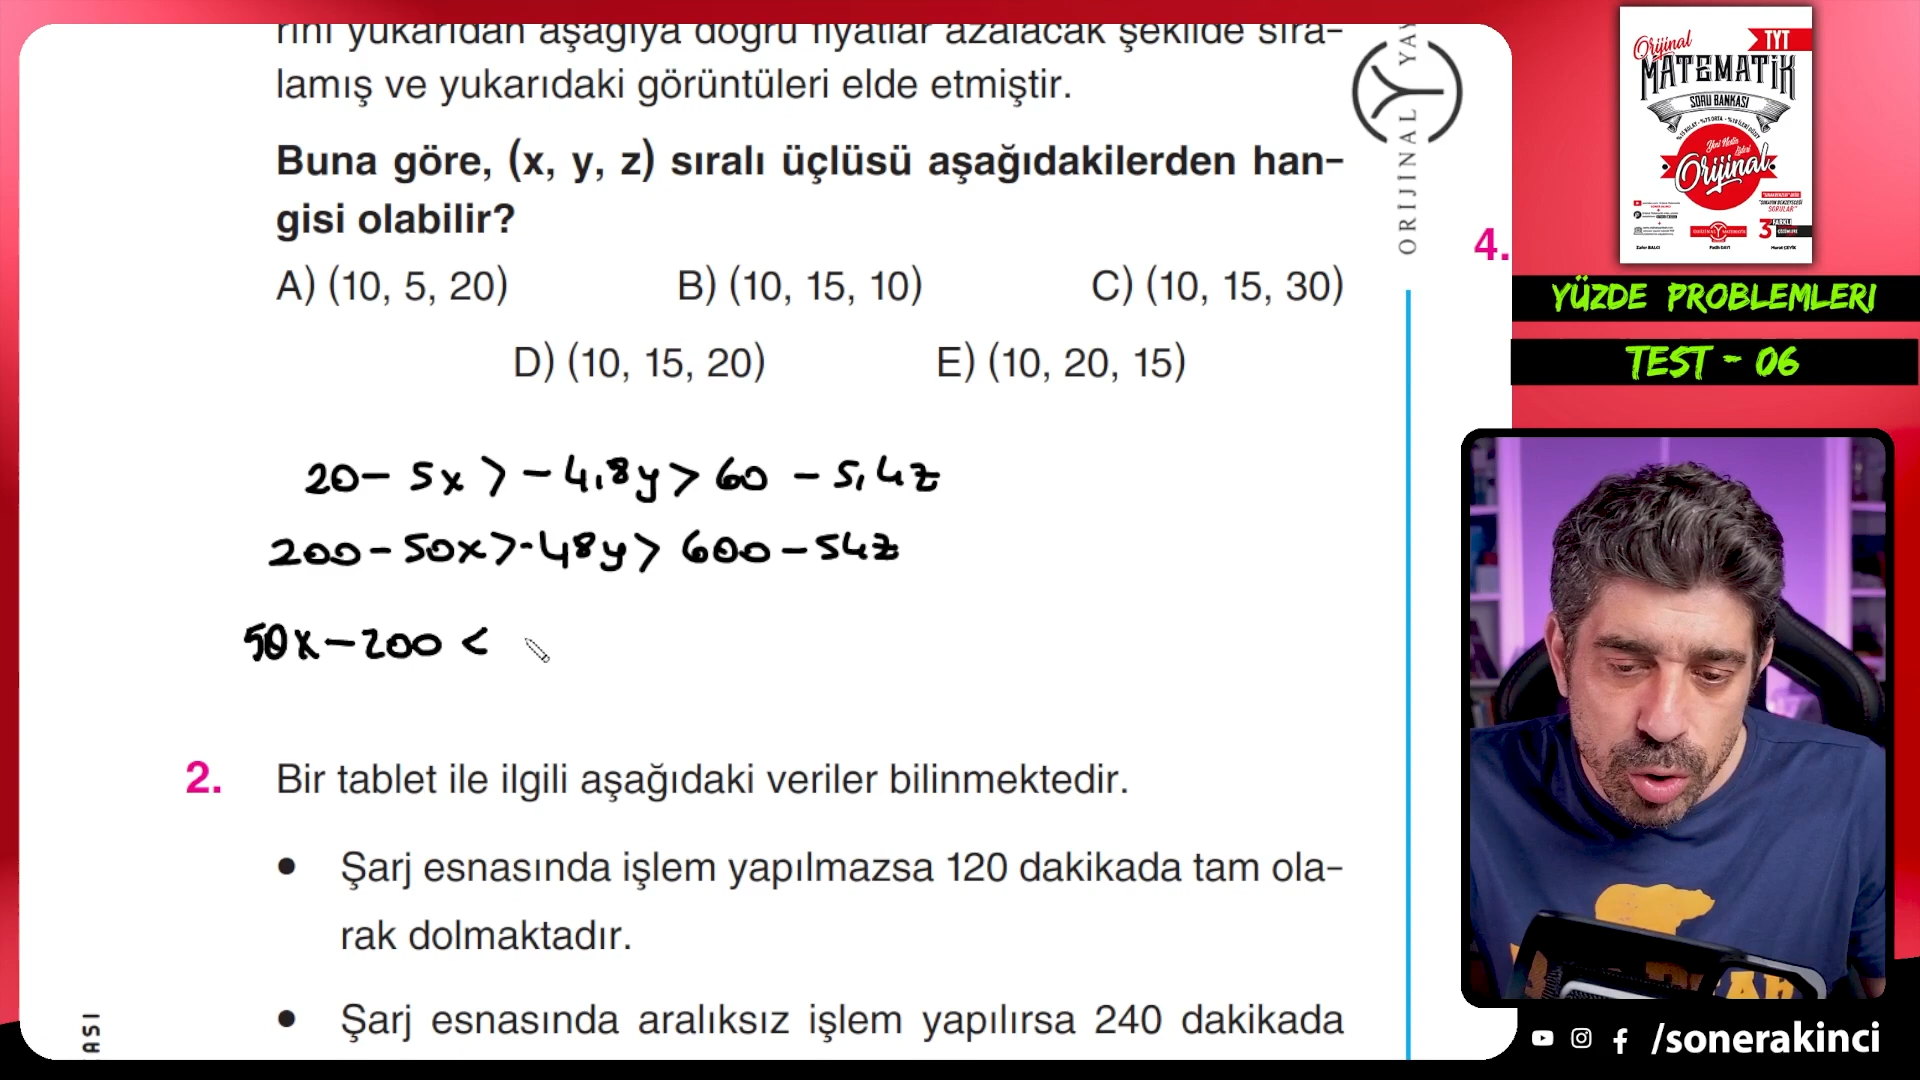 rını yukarıdan aşağıya doğru fiyatlar azalacak şekilde sıra-
lamış ve yukarıdaki görüntüleri elde etmiştir.
Buna göre, (x, y, z) sıralı üçlüsü aşağıdakilerden han-
gisi olabilir?
A) (10, 5, 20) B) (10, 15, 10) C) (10, 15, 30)
D) (10, 15, 20) E) (10, 20, 15)
20 - 5x > -4,8y > 60 - 5,4z
200 - 50x > -48y > 600 - 54z
50x - 200 <
2. Bir tablet ile ilgili aşağıdaki veriler bilinmektedir.
• Şarj esnasında işlem yapılmazsa 120 dakikada tam ola-
rak dolmaktadır.
• Şarj esnasında aralıksız işlem yapılırsa 240 dakikada
ASI
ORİJİNAL YAY
4.
Orijinal
TYT
MATEMATİK
SORU BANKASI
Orijinal
YÜZDE PROBLEMLERI
TEST - 06
/sonerakinci